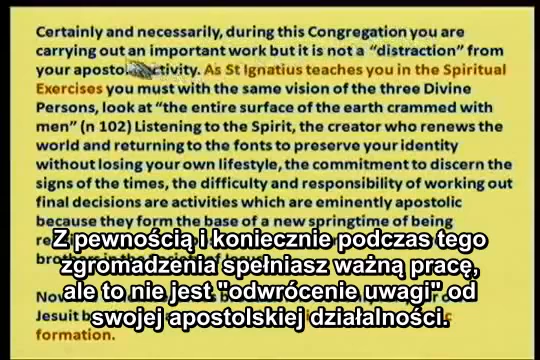 Certainly and necessarily, during this Congregation you are
carrying out an important work but it is not a “distraction” from
your apostol ctivity. As St Ignatius teaches you in the Spiritual
Exercises you must with the same vision of the three Divine
Persons, look at “the entire surface of the earth crammed with
men” (n 102) Listening to the Spirit, the creator who renews the
world and returning to the fonts to preserve your identity
without losing your own lifestyle, the commitment to discern the
signs of the times, the difficulty and responsibility of working out
final decisions are activities which are eminently apostolic
because they form the base of a new springtime of being
Z pewnością i koniecznie podczas tego
zgromadzenia spełniasz ważną pracę,
ale to nie jest "odwrócenie uwagi" od
swojej apostolskiej działalności.
formation.